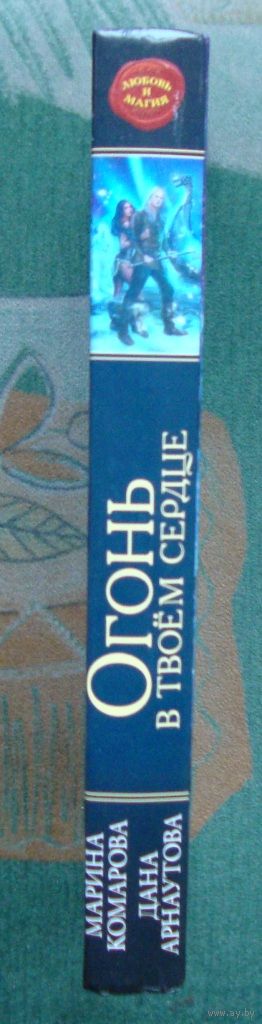 ЛЮБОВЬ
И
МАГИЯ
ОГОНЬ
В ТВОЁМ СЕРДЦЕ
МАРИНА
КОМАРОВА
ДАНА
АРНАУТОВА
www.ay.by